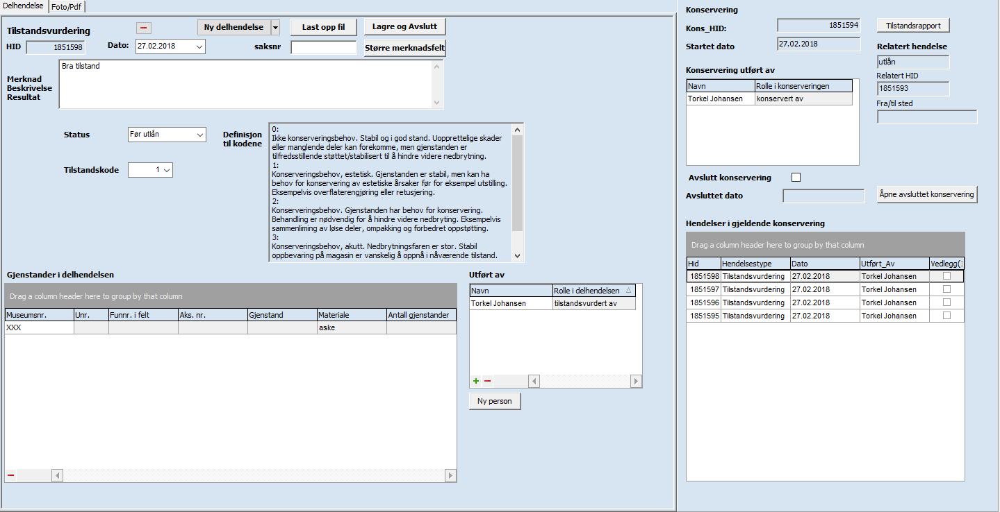 Delhendelse
Foto/Pdf
Tilstandsvurdering
Ny delhendelse
Last opp fil
Lagre og Avslutt
HID
1851598
Dato:
27.02.2018
saksnr
Større merknadsfelt
Merknad
Beskrivelse
Resultat
Bra tilstand
Status
Før utlån
Tilstandskode
1
Definisjon
til kodene
0:
Ikke konserveringsbehov. Stabil og i god stand. Uopprettelige skader
eller manglende deler kan forekomme, men gjenstanden er
tilfredsstillende støttet/stabilisert til å hindre videre nedbrytning.
1:
Konserveringsbehov, estetisk. Gjenstanden er stabil, men kan ha
behov for konservering av estetiske årsaker før for eksempel utstilling.
Eksempelvis overflaterengjøring eller retusjering.
2:
Konserveringsbehov. Gjenstanden har behov for konservering.
Behandling er nødvendig for å hindre videre nedbryting. Eksempelvis
sammenliming av løse deler, ompakking og forbedret oppstøtting.
3:
Konserveringsbehov, akutt. Nedbrytningsfaren er stor. Stabil
oppbevaring på magasin er vanskelig å oppnå i nåværende tilstand.
Gjenstander i delhendelsen
Drag a column header here to group by that column
Museumsnr. Unr. Funnr. i felt Aks. nr. Gjenstand Materiale Antall gjenstander
XXX aske
Utført av
Navn Rolle i delhendelsen
Torkel Johansen tilstandsvurdert av
Ny person
Konservering
Kons_HID:
1851594
Startet dato
27.02.2018
Tilstandsrapport
Relatert hendelse
utlån
Relatert HID
1851593
Fra/til sted
Konservering utført av
Navn Rolle i konserveringen
Torkel Johansen konservert av
Avslutt konservering
Avsluttet dato
Åpne avsluttet konservering
Hendelser i gjeldende konservering
Drag a column header here to group by that column
Hid Hendelsestype Dato Utført_Av Vedlegg(:
1851598 Tilstandsvurdering 27.02.2018 Torkel Johansen
1851597 Tilstandsvurdering 27.02.2018 Torkel Johansen
1851596 Tilstandsvurdering 27.02.2018 Torkel Johansen
1851595 Tilstandsvurdering 27.02.2018 Torkel Johansen